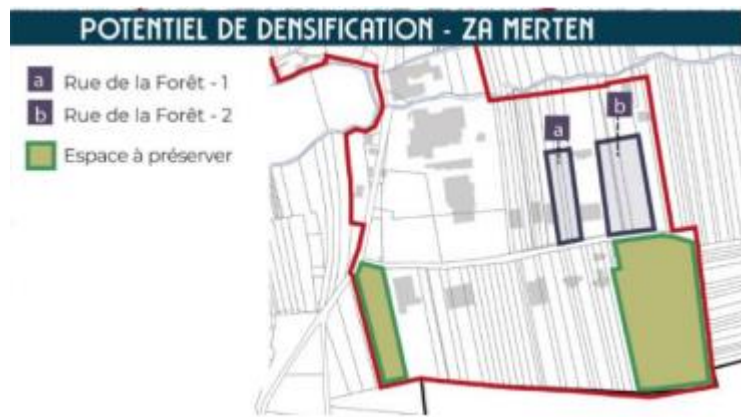 POTENTIEL DE DENSIFICATION - ZA MERTEN
a Rue de la Forêt - 1
b Rue de la Forêt - 2
Espace à préserver
a
b